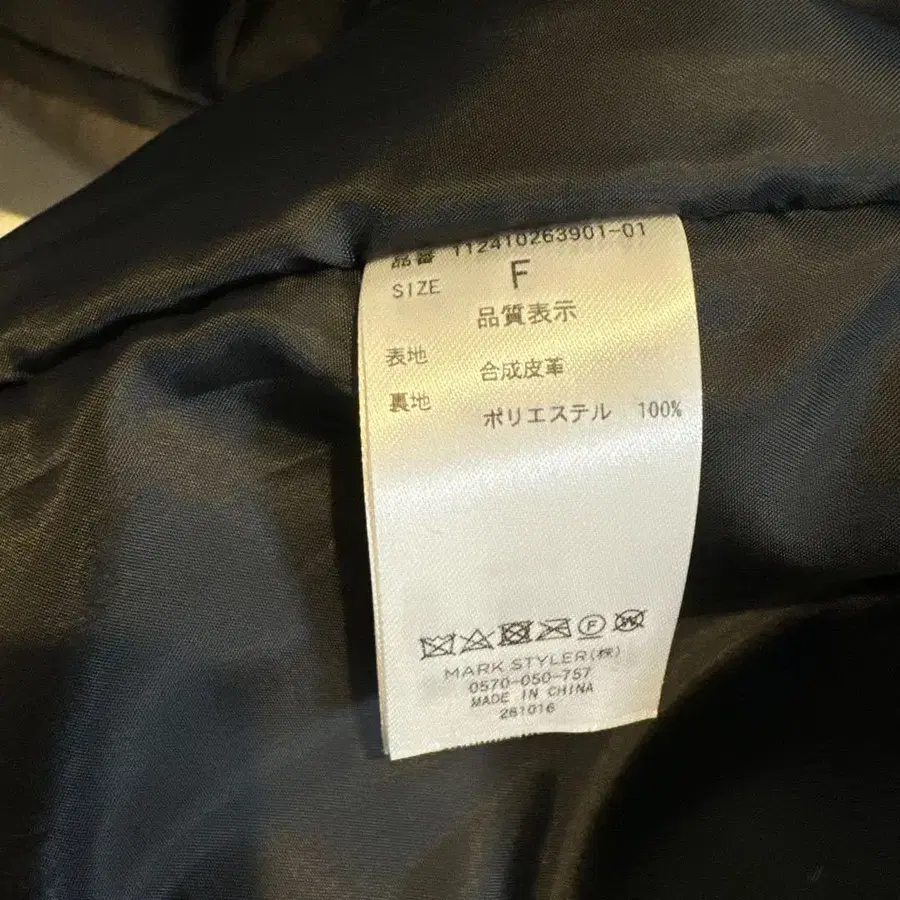 品番 112410263901-01
SIZE F
品質表示
表地 合成皮革
裏地 ポリエステル 100%
F W
MARK STYLER(株)
0570-050-757
MADE IN CHINA
281016